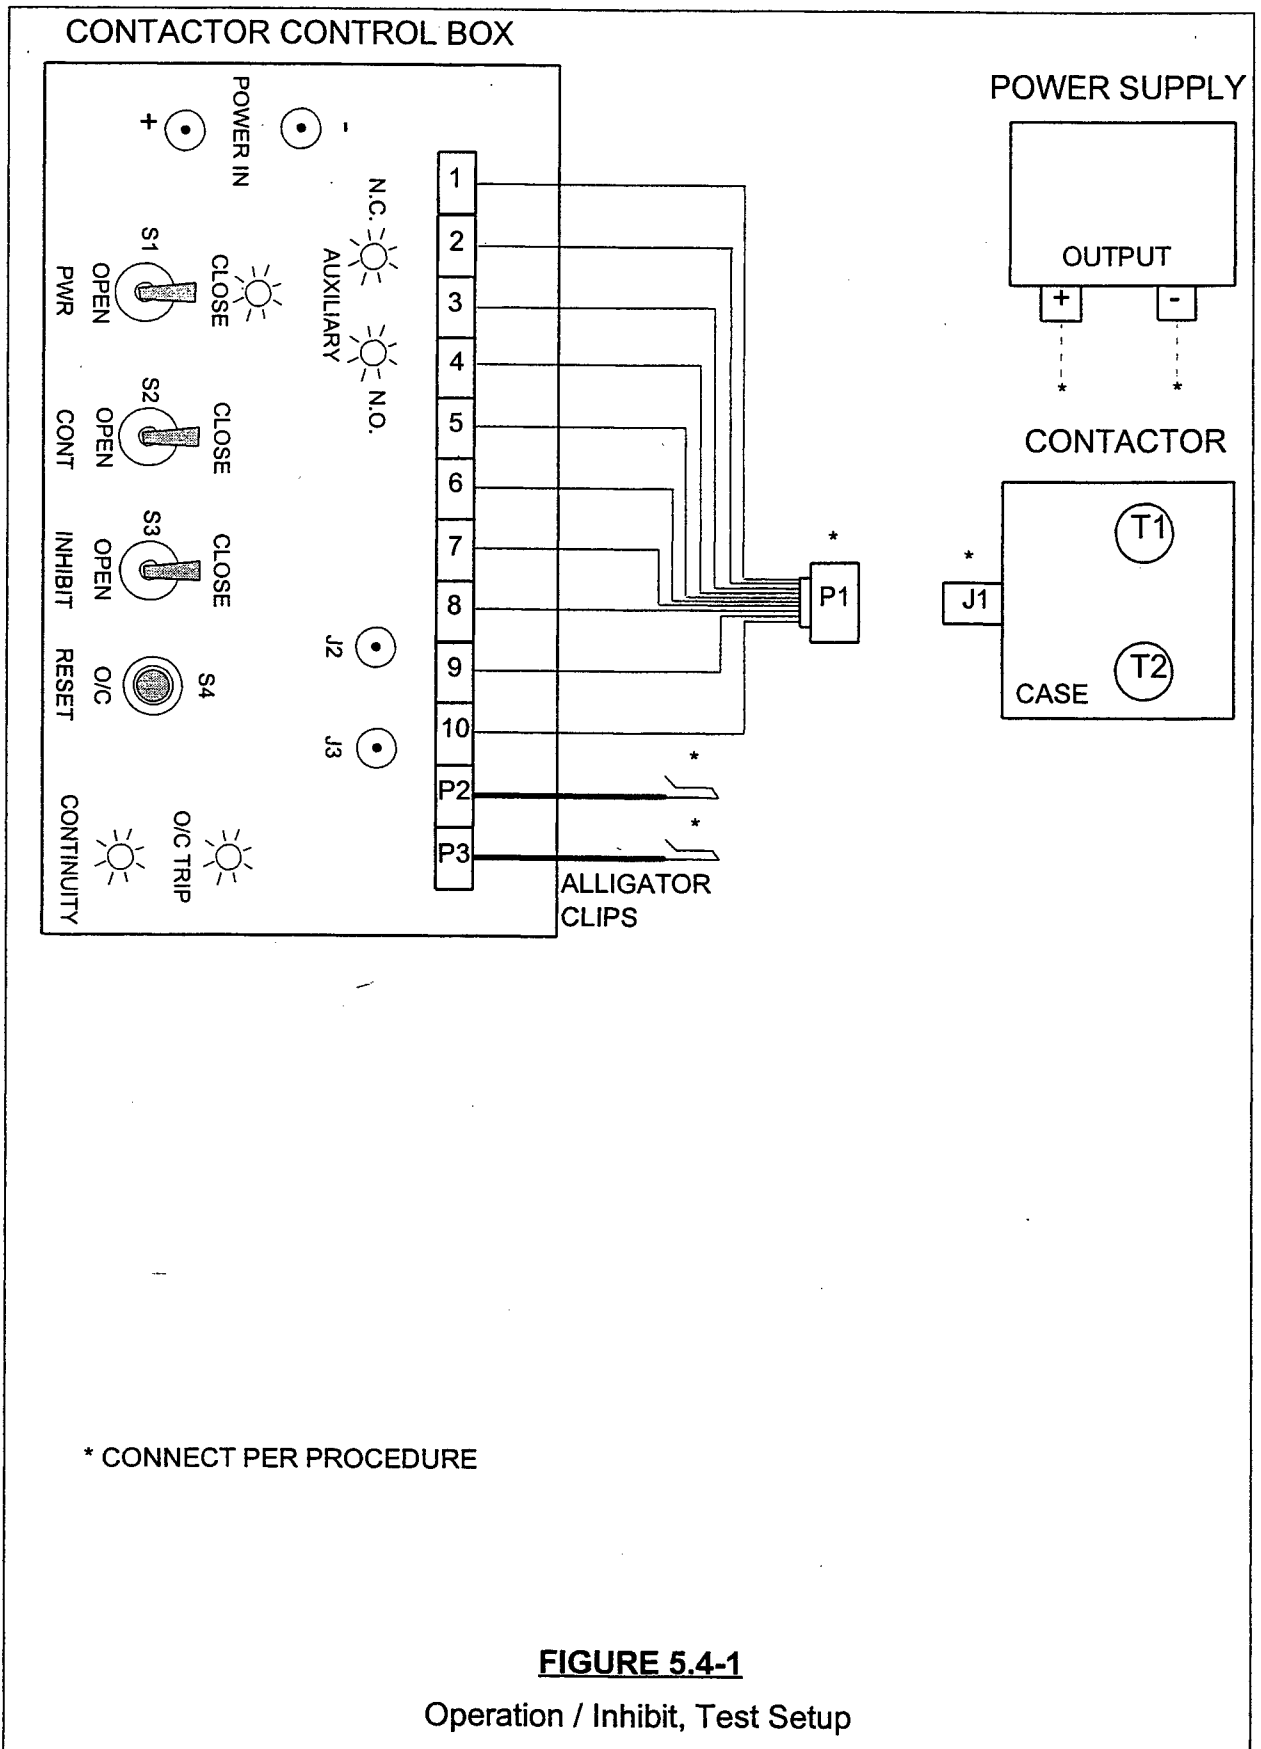 CONTACTOR CONTROL BOX
POWER SUPPLY
+
POWER IN
-
OUTPUT
+
-
*
*
N.C.
AUXILIARY
N.O.
S1
OPEN
CLOSE
PWR
S2
OPEN
CLOSE
CONT
S3
OPEN
CLOSE
INHIBIT
S4
O/C
RESET
J2
J3
CONTINUITY
O/C TRIP
1
2
3
4
5
6
7
8
9
10
P2
P3
*
*
ALLIGATOR
CLIPS
*
P1
CONTACTOR
*
J1
T1
T2
CASE
* CONNECT PER PROCEDURE
FIGURE 5.4-1
Operation / Inhibit, Test Setup